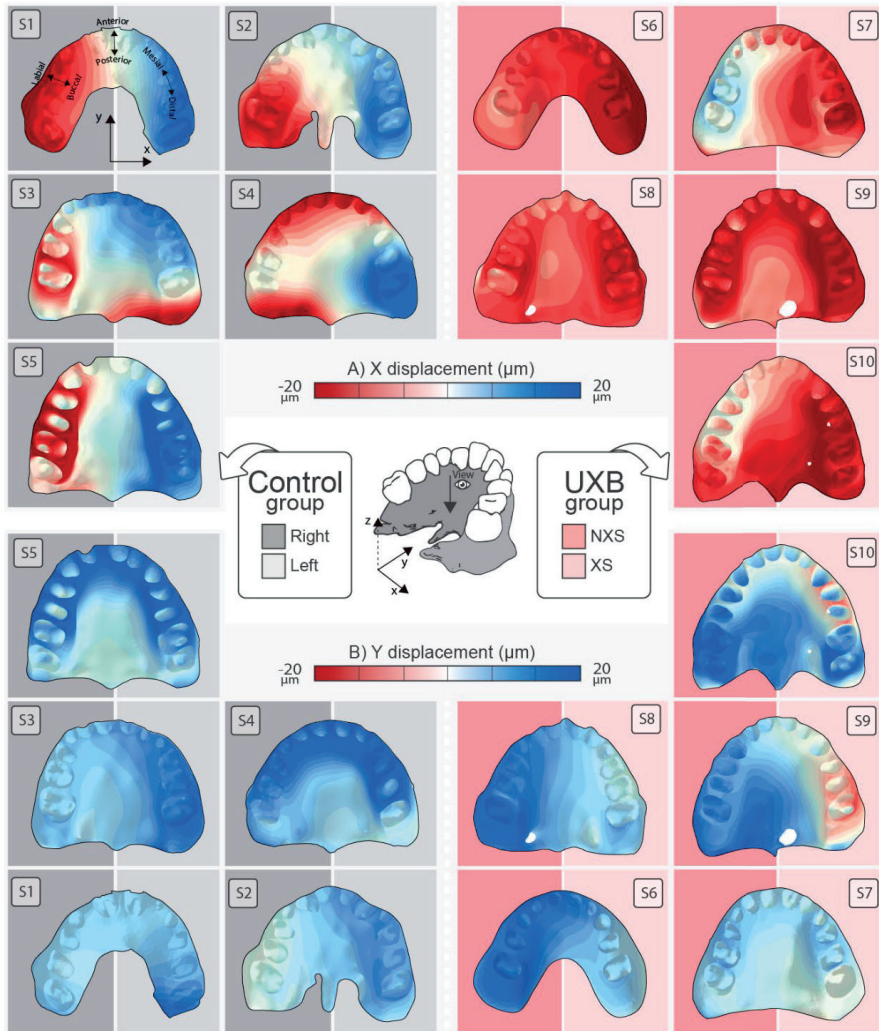 S1
Anterior
Posterior
Labial
Buccal
Mesial
Distal
y
x
S2
S6
S7
S3
S4
S8
S9
S5
A) X displacement (μm)
-20
μm
20
μm
S10
Control
group
Right
Left
View
z
y
x
UXB
group
NXS
XS
S5
B) Y displacement (μm)
-20
μm
20
μm
S10
S3
S4
S8
S9
S1
S2
S6
S7